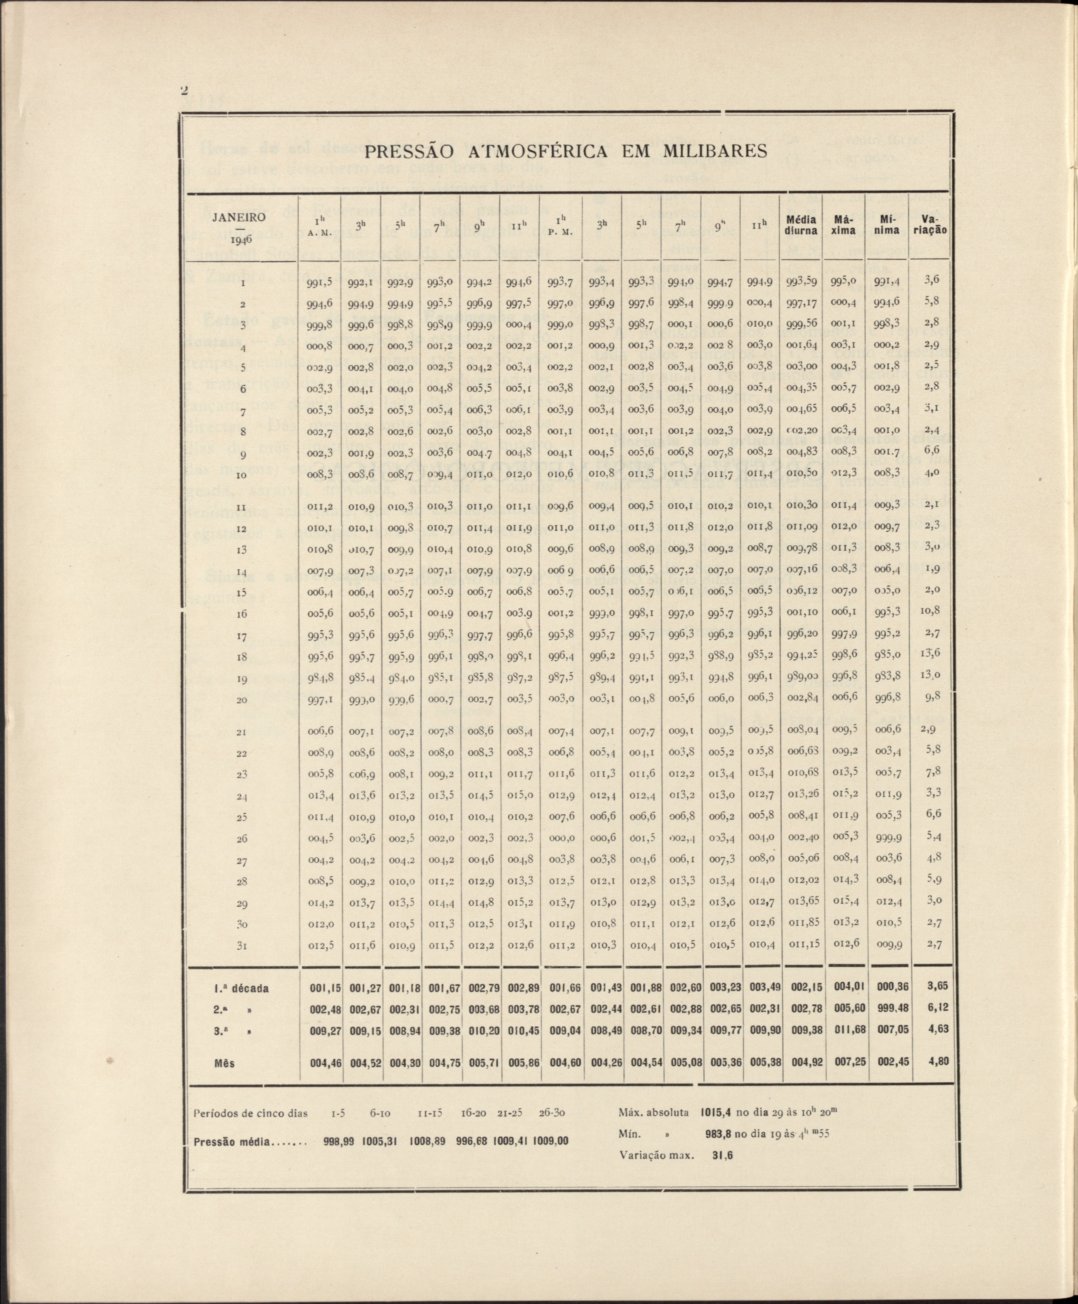 2
PRESSÃO ATMOSFÉRICA EM MILIBARES
JANEIRO — 1946 1h A. M. 3h 5h 7h 9h 11h 1h P. M. 3h 5h 7h 9h 11h Média diurna Má-xima Mí-nima Va-riação
1 991,5 992,1 992,9 993,0 994,2 994,6 993,7 993,4 993,3 994,0 994,7 994,9 993,59 995,0 991,4 3,6
2 994,6 994,9 994,9 995,5 996,9 997,5 997,0 996,9 997,6 998,4 999 9 000,4 997,17 000,4 994,6 5,8
3 999,8 999,6 998,8 998,9 999,9 000,4 999,0 998,3 998,7 000,1 000,6 010,0 999,56 001,1 998,3 2,8
4 000,8 000,7 000,3 001,2 002,2 002,2 001,2 000,9 001,3 002,2 002 8 003,0 001,64 003,1 000,2 2,9
5 002,9 002,8 002,0 002,3 004,2 003,4 002,2 002,1 002,8 003,4 003,6 003,8 003,00 004,3 001,8 2,5
6 003,3 004,1 004,0 004,8 005,5 005,1 003,8 002,9 003,5 004,5 004,9 005,4 004,35 005,7 002,9 2,8
7 005,3 005,2 005,3 005,4 006,3 006,1 003,9 003,4 003,6 003,9 004,0 003,9 004,65 006,5 003,4 3,1
8 002,7 002,8 002,6 002,6 003,0 002,8 001,1 001,1 001,1 001,2 002,3 002,9 002,20 003,4 001,0 2,4
9 002,3 001,9 002,3 003,6 004,7 004,8 004,1 004,5 005,6 006,8 007,8 008,2 004,83 008,3 001,7 6,6
10 008,3 008,6 008,7 009,4 011,0 012,0 010,6 010,8 011,3 011,5 011,7 011,4 010,50 012,3 008,3 4,0
11 011,2 010,9 010,3 010,3 011,0 011,1 009,6 009,4 009,5 010,1 010,2 010,1 010,30 011,4 009,3 2,1
12 010,1 010,1 009,8 010,7 011,4 011,9 011,0 011,0 011,3 011,8 012,0 011,8 011,09 012,0 009,7 2,3
13 010,8 010,7 009,9 010,4 010,9 010,8 009,6 008,9 008,9 009,3 009,2 008,7 009,78 011,3 008,3 3,0
14 007,9 007,3 007,2 007,1 007,9 007,9 006 9 006,6 006,5 007,2 007,0 007,0 007,16 008,3 006,4 1,9
15 006,4 006,4 005,7 005,9 006,7 006,8 005,7 005,1 005,7 006,1 006,5 006,5 006,12 007,0 005,0 2,0
16 005,6 005,6 005,1 004,9 004,7 003,9 001,2 999,0 998,1 997,0 995,7 995,3 001,10 006,1 995,3 10,8
17 995,3 995,6 995,6 996,3 997,7 996,6 995,8 995,7 995,7 996,3 996,2 996,1 996,20 997,9 995,2 2,7
18 995,6 995,7 995,9 996,1 998,0 998,1 996,4 996,2 994,5 992,3 988,9 985,2 994,25 998,6 985,0 13,6
19 984,8 985,4 984,0 985,1 985,8 987,2 987,5 989,4 991,1 993,1 994,8 996,1 989,00 996,8 983,8 13,0
20 997,1 999,0 999,6 000,7 002,7 003,5 003,0 003,1 004,8 005,6 006,0 006,3 002,84 006,6 996,8 9,8
21 006,6 007,1 007,2 007,8 008,6 008,4 007,4 007,1 007,7 009,1 009,5 009,5 008,04 009,5 006,6 2,9
22 008,9 008,6 008,2 008,0 008,3 008,3 006,8 005,4 004,1 003,8 005,2 005,8 006,68 009,2 003,4 5,8
23 005,8 006,9 008,1 009,2 011,1 011,7 011,6 011,3 011,6 012,2 013,4 013,4 010,68 013,5 005,7 7,8
24 013,4 013,6 013,2 013,5 014,5 015,0 012,9 012,4 012,4 013,2 013,0 012,7 013,26 015,2 011,9 3,3
25 011,4 010,9 010,0 010,1 010,4 010,2 007,6 006,6 006,6 006,8 006,2 005,8 008,41 011,9 005,3 6,6
26 004,5 003,6 002,5 002,0 002,3 002,3 000,0 000,6 001,5 002,4 003,4 004,0 002,40 005,3 999,9 5,4
27 004,2 004,2 004,2 004,2 004,6 004,8 003,8 003,8 004,6 006,1 007,3 008,0 005,06 008,4 003,6 4,8
28 008,5 009,2 010,0 011,2 012,9 013,3 012,5 012,1 012,8 013,3 013,4 014,0 012,02 014,3 008,4 5,9
29 014,2 013,7 013,5 014,4 014,8 015,2 013,7 013,0 012,9 013,2 013,0 012,7 013,65 015,4 012,4 3,0
30 012,0 011,2 010,5 011,3 012,5 013,1 011,9 010,8 011,1 012,1 012,6 012,6 011,85 013,2 010,5 2,7
31 012,5 011,6 010,9 011,5 012,2 012,6 011,2 010,3 010,4 010,5 010,5 010,4 011,15 012,6 009,9 2,7
1.ª década 001,15 001,27 001,18 001,67 002,79 002,89 001,66 001,43 001,88 002,60 003,23 003,49 002,15 004,01 000,36 3,65
2.ª » 002,48 002,67 002,31 002,75 003,68 003,78 002,67 002,44 002,61 002,88 002,65 002,31 002,78 005,60 999,48 6,12
3.ª » 009,27 009,15 008,94 009,38 010,20 010,45 009,04 008,49 008,70 009,34 009,77 009,90 009,38 011,68 007,05 4,63
Mês 004,46 004,52 004,30 004,75 005,71 005,86 004,60 004,26 004,54 005,08 005,36 005,38 004,92 007,25 002,45 4,80
Períodos de cinco dias 1-5 6-10 11-15 16-20 21-25 26-30
Pressão média....... 998,99 1005,31 1008,89 996,68 1009,41 1009,00
Máx. absoluta 1015,4 no dia 29 às 10h 20m
Mín. » 983,8 no dia 19 às 4h m55
Variação max. 31,6